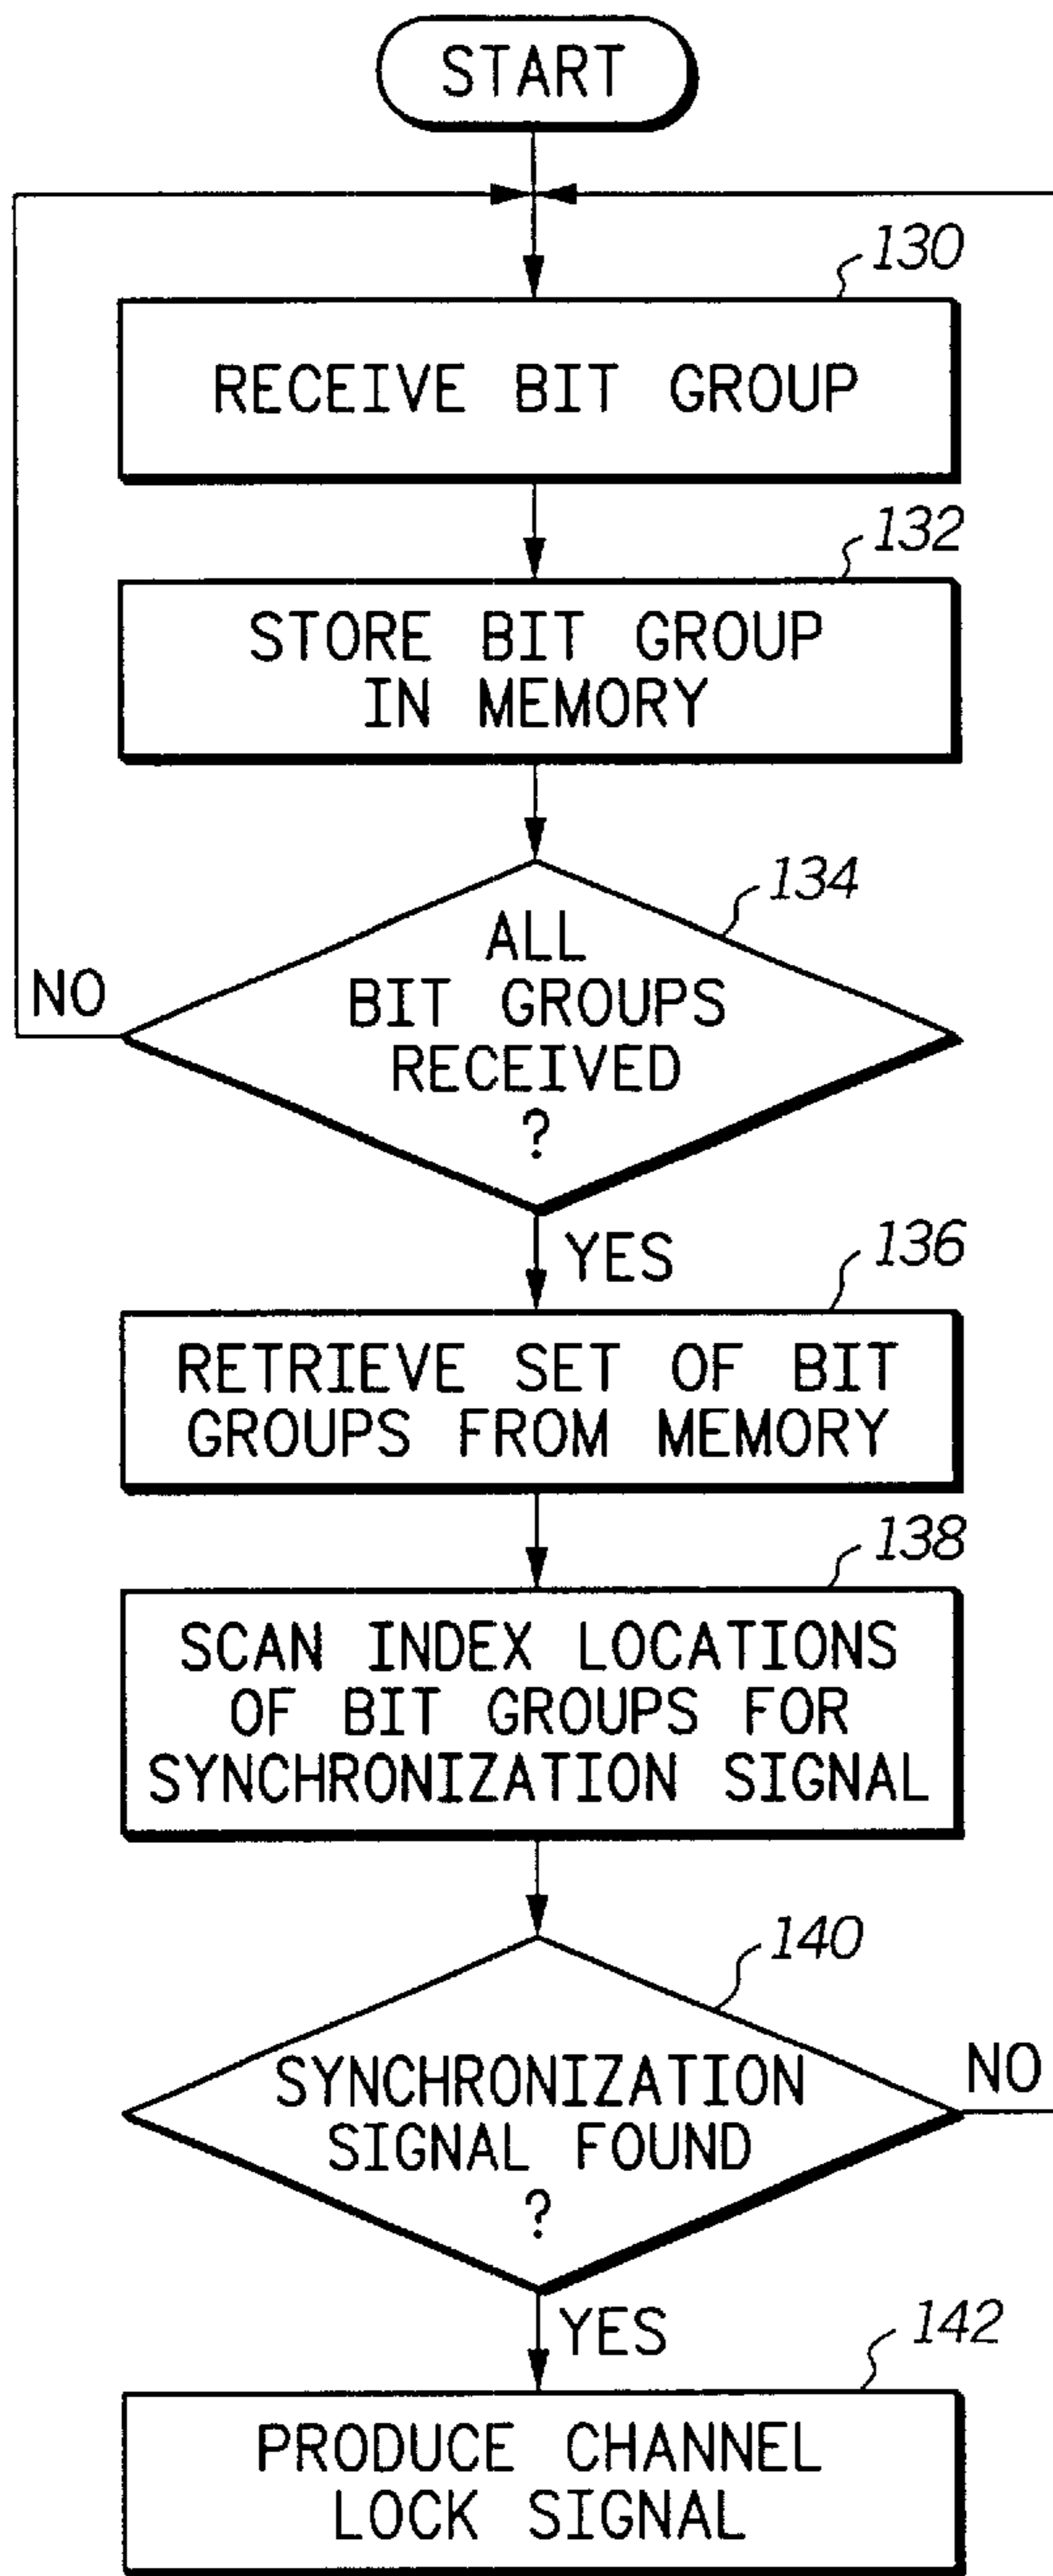 START
130
RECEIVE BIT GROUP
132
STORE BIT GROUP
IN MEMORY
134
ALL
BIT GROUPS
RECEIVED
?
NO
YES
136
RETRIEVE SET OF BIT
GROUPS FROM MEMORY
138
SCAN INDEX LOCATIONS
OF BIT GROUPS FOR
SYNCHRONIZATION SIGNAL
140
SYNCHRONIZATION
SIGNAL FOUND
?
NO
YES
142
PRODUCE CHANNEL
LOCK SIGNAL